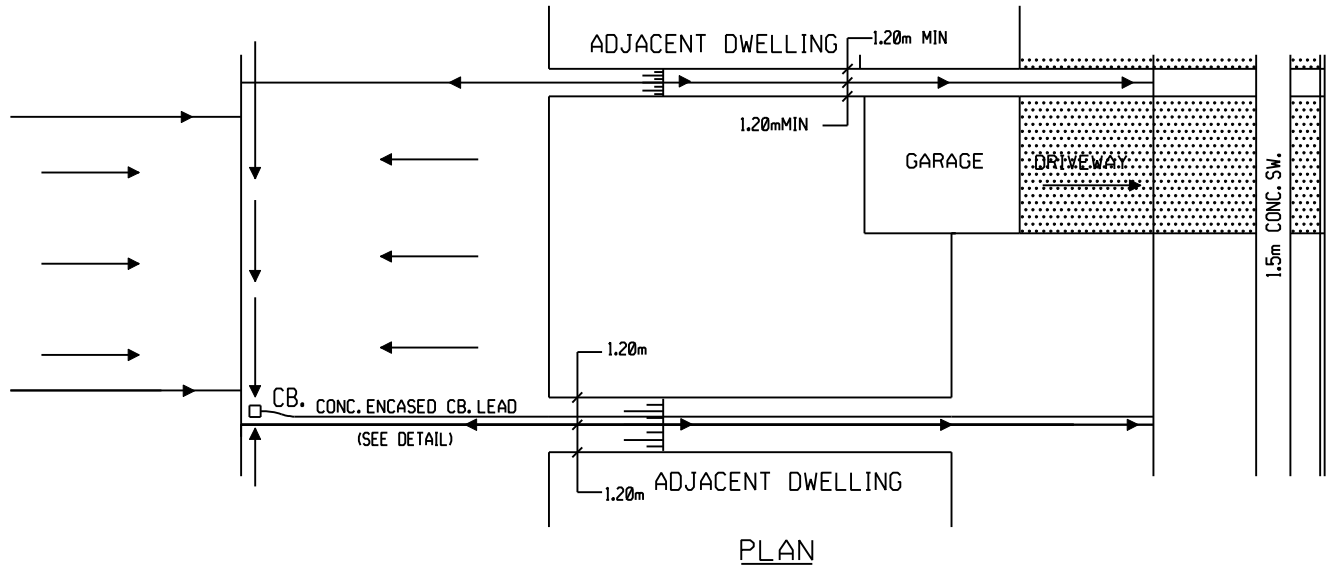 ADJACENT DWELLING
1.20m MIN
1.20mMIN
GARAGE
DRIVEWAY
1.5m CONC. SW.
1.20m
CB.
CONC. ENCASED CB. LEAD
(SEE DETAIL)
1.20m
ADJACENT DWELLING
PLAN